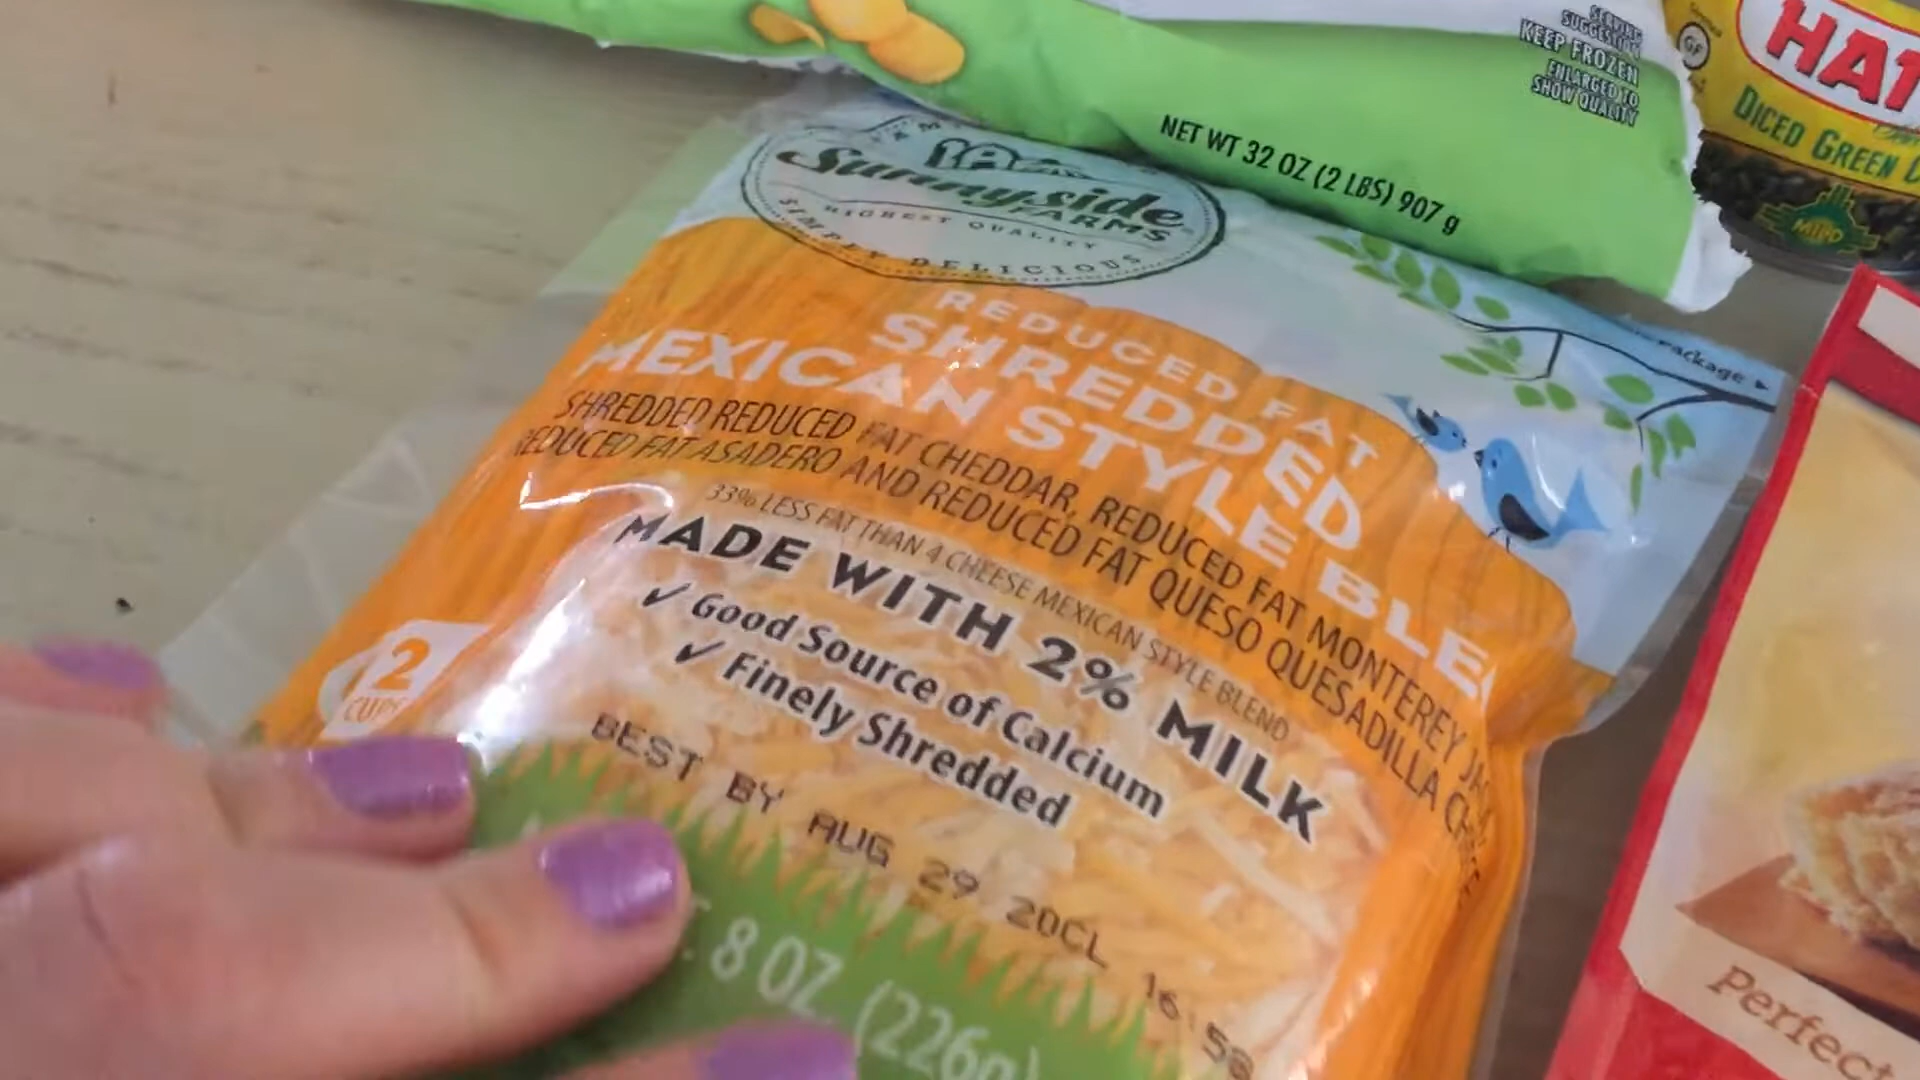 SERVING
SUGGESTION
KEEP FROZEN
ENLARGED TO
SHOW QUALITY
NET WT 32 OZ (2 LBS) 907 g
GF
HAT
DICED GREEN C
MILD
Sunnyside
FARMS
HIGHEST QUALITY
SIMPLY DELICIOUS
Package ▸
REDUCED FAT
SHREDDED
MEXICAN STYLE BLE
SHREDDED REDUCED FAT CHEDDAR, REDUCED FAT MONTEREY JA
REDUCED FAT ASADERO AND REDUCED FAT QUESO QUESADILLA CHEESE
33% LESS FAT THAN 4 CHEESE MEXICAN STYLE BLEND
MADE WITH 2% MILK
✓ Good Source of Calcium
✓ Finely Shredded
2
CUPS
BEST BY AUG 29 20CL 16:58
8 OZ. (226g)
Perfect